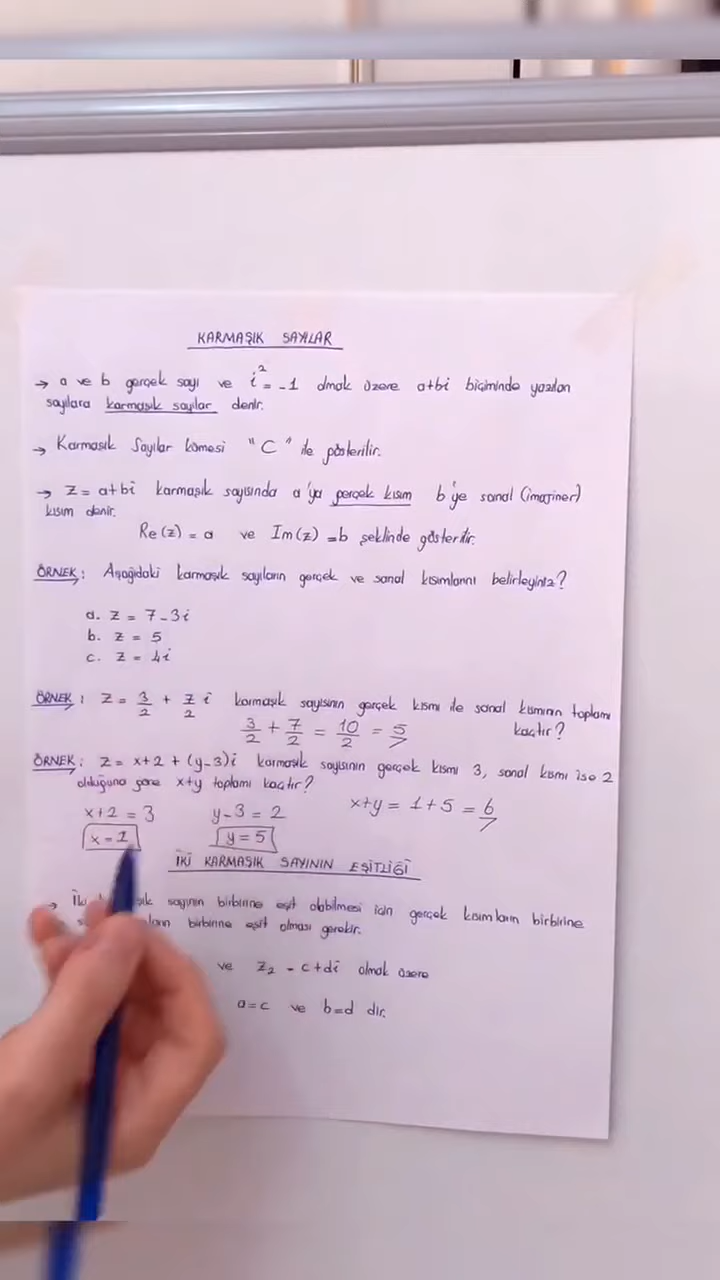 KARMAŞIK SAYILAR
→ a ve b gerçek sayı ve i² = -1 olmak üzere a+bi biçiminde yazılan
sayılara karmaşık sayılar denir.
→ Karmaşık Sayılar kümesi "C" ile gösterilir.
→ z = a+bi karmaşık sayısında a'ya gerçek kısım b'ye sanal (imajiner)
kısım denir.
Re(z) = a ve Im(z) = b şeklinde gösterilir.
ÖRNEK: Aşağıdaki karmaşık sayıların gerçek ve sanal kısımlarını belirleyiniz?
a. z = 7-3i
b. z = 5
c. z = 4i
ÖRNEK: z = 3/2 + 7/2 i karmaşık sayısının gerçek kısmı ile sanal kısmının toplamı
kaçtır?
3/2 + 7/2 = 10/2 = 5
ÖRNEK: z = x+2 + (y-3)i karmaşık sayısının gerçek kısmı 3, sanal kısmı ise 2
olduğuna göre x+y toplamı kaçtır?
x+2 = 3 y-3 = 2 x+y = 1+5 = 6
x = 1 y = 5
İKİ KARMAŞIK SAYININ EŞİTLİĞİ
→ İki sayının birbirine eşit olabilmesi için gerçek kısımların birbirine
birbirine eşit olması gerekir.
ve z₂ = c+di olmak üzere
a=c ve b=d dir.